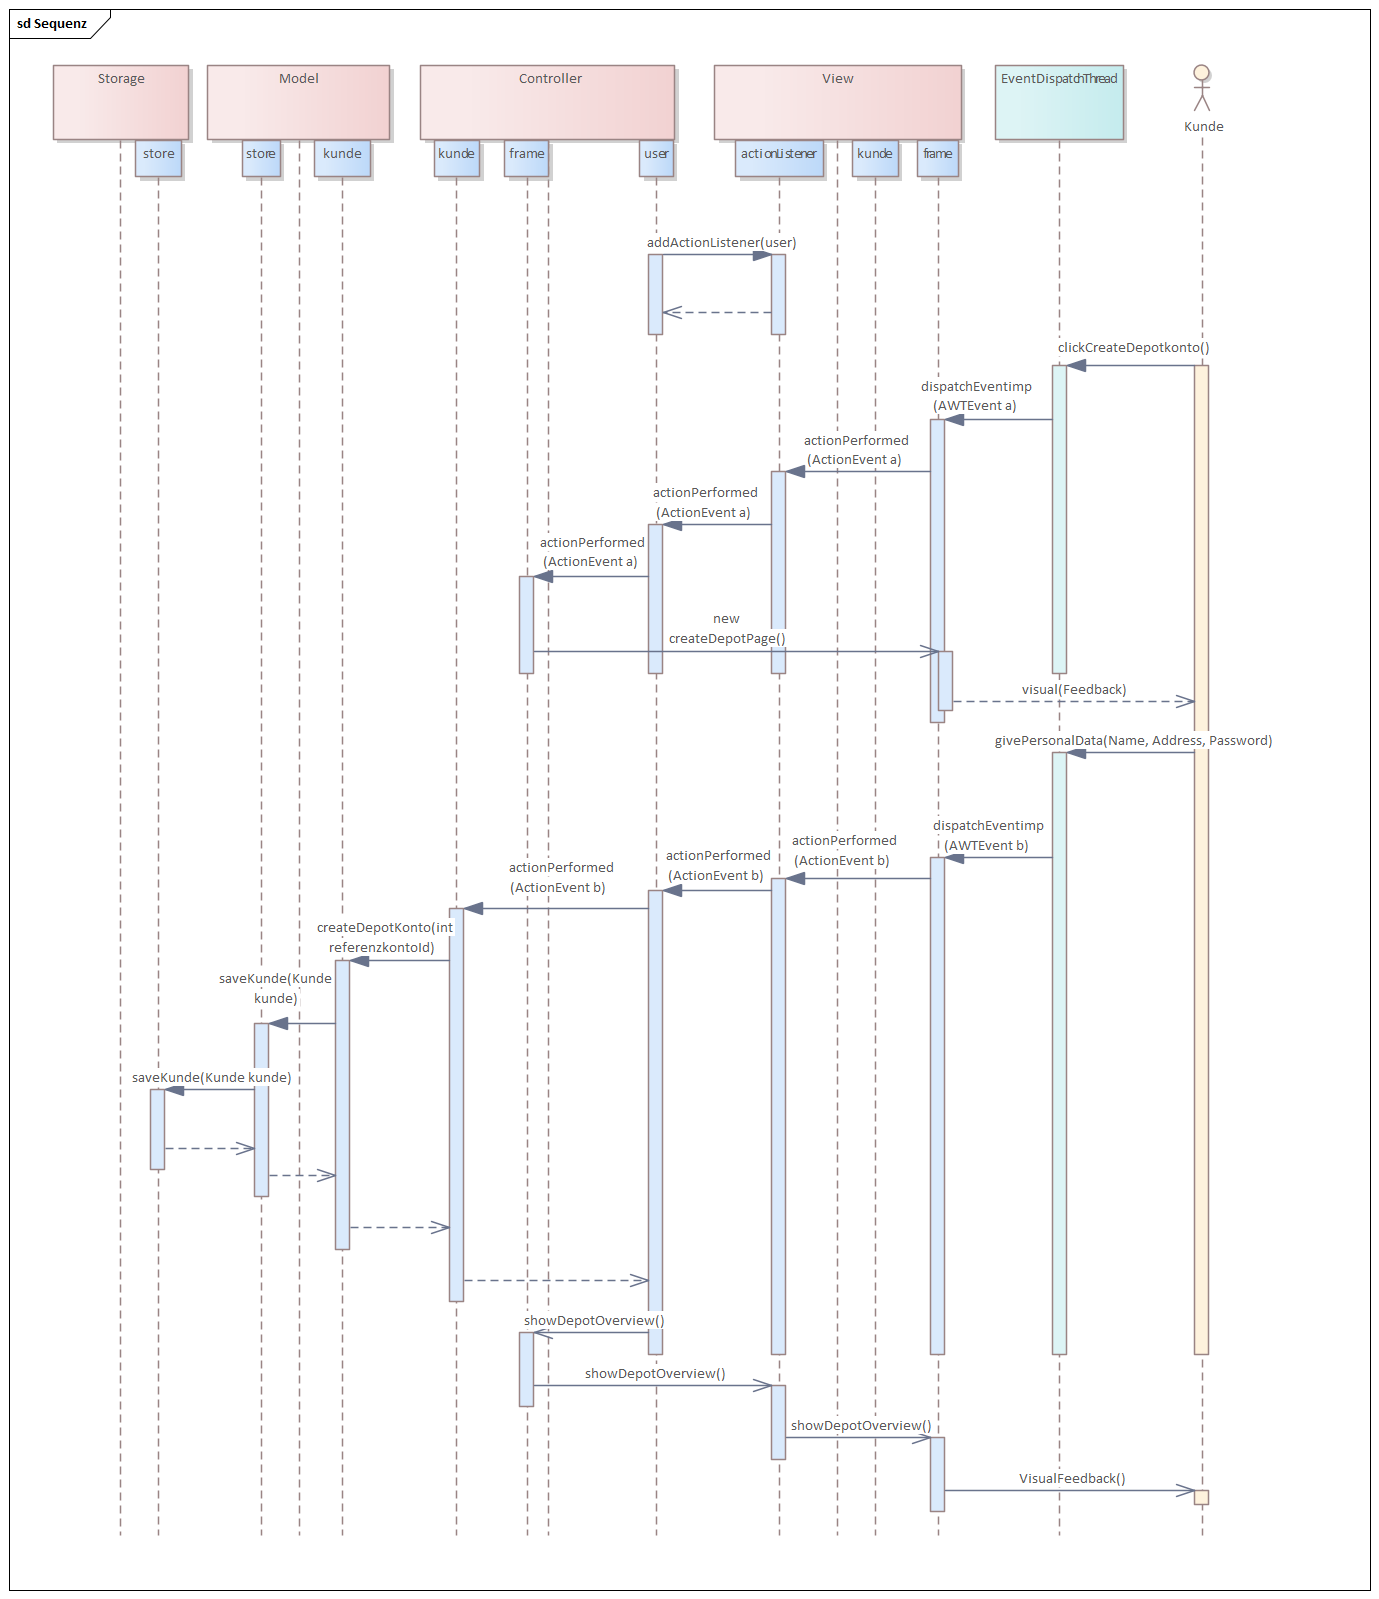 sd Sequenz
Storage
Model
Controller
View
EventDispatchThread
Kunde
store
store
kunde
kunde
frame
user
actionListener
kunde
frame
addActionListener(user)
clickCreateDepotkonto()
dispatchEventimp
(AWTEvent a)
actionPerformed
(ActionEvent a)
actionPerformed
(ActionEvent a)
actionPerformed
(ActionEvent a)
new
createDepotPage()
visual(Feedback)
givePersonalData(Name, Address, Password)
dispatchEventimp
(AWTEvent b)
actionPerformed
(ActionEvent b)
actionPerformed
(ActionEvent b)
actionPerformed
(ActionEvent b)
createDepotKonto(int
referenzkontoId)
saveKunde(Kunde
kunde)
saveKunde(Kunde kunde)
showDepotOverview()
showDepotOverview()
showDepotOverview()
VisualFeedback()